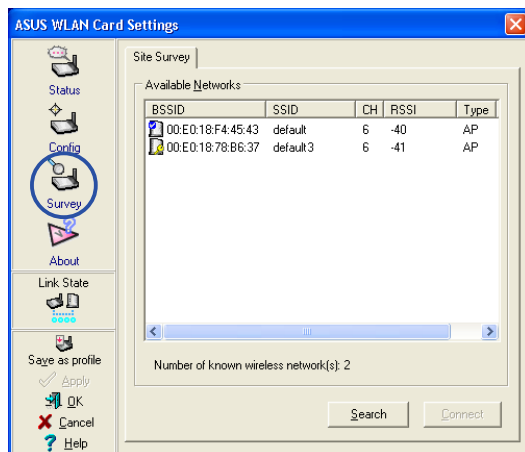 ASUS WLAN Card Settings
Status
Config
Survey
About
Link State
Save as profile
Apply
OK
Cancel
Help
Site Survey
Available Networks
BSSID SSID CH RSSI Type
00:E0:18:F4:45:43 default 6 -40 AP
00:E0:18:78:B6:37 default3 6 -41 AP
Number of known wireless network(s): 2
Search Connect